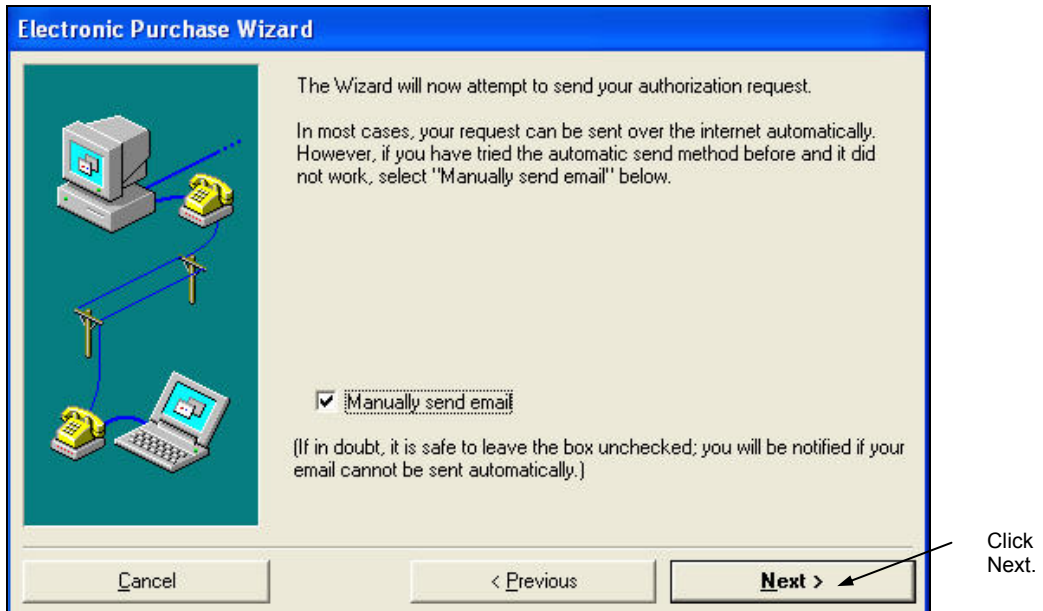 Electronic Purchase Wizard
The Wizard will now attempt to send your authorization request.
In most cases, your request can be sent over the internet automatically.
However, if you have tried the automatic send method before and it did
not work, select "Manually send email" below.
Manually send email
(If in doubt, it is safe to leave the box unchecked; you will be notified if your
email cannot be sent automatically.)
Cancel
< Previous
Next >
Click
Next.